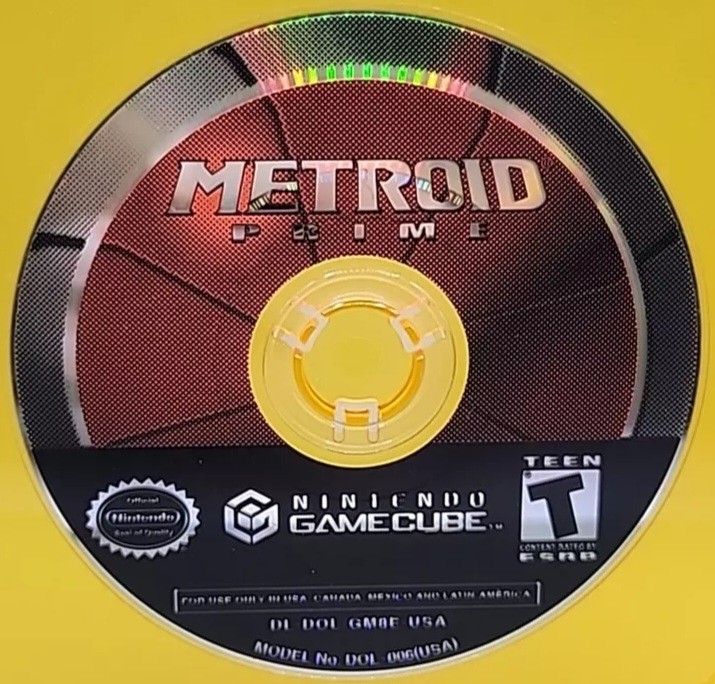 METROID
PRIME
TEEN
T
CONTENT RATED BY
ESRB
Official
Nintendo
Seal of Quality
NINTENDO
GAMECUBE™
FOR USE ONLY IN USA, CANADA, MEXICO AND LATIN AMERICA
DL DOL GM8E USA
MODEL No DOL 006(USA)